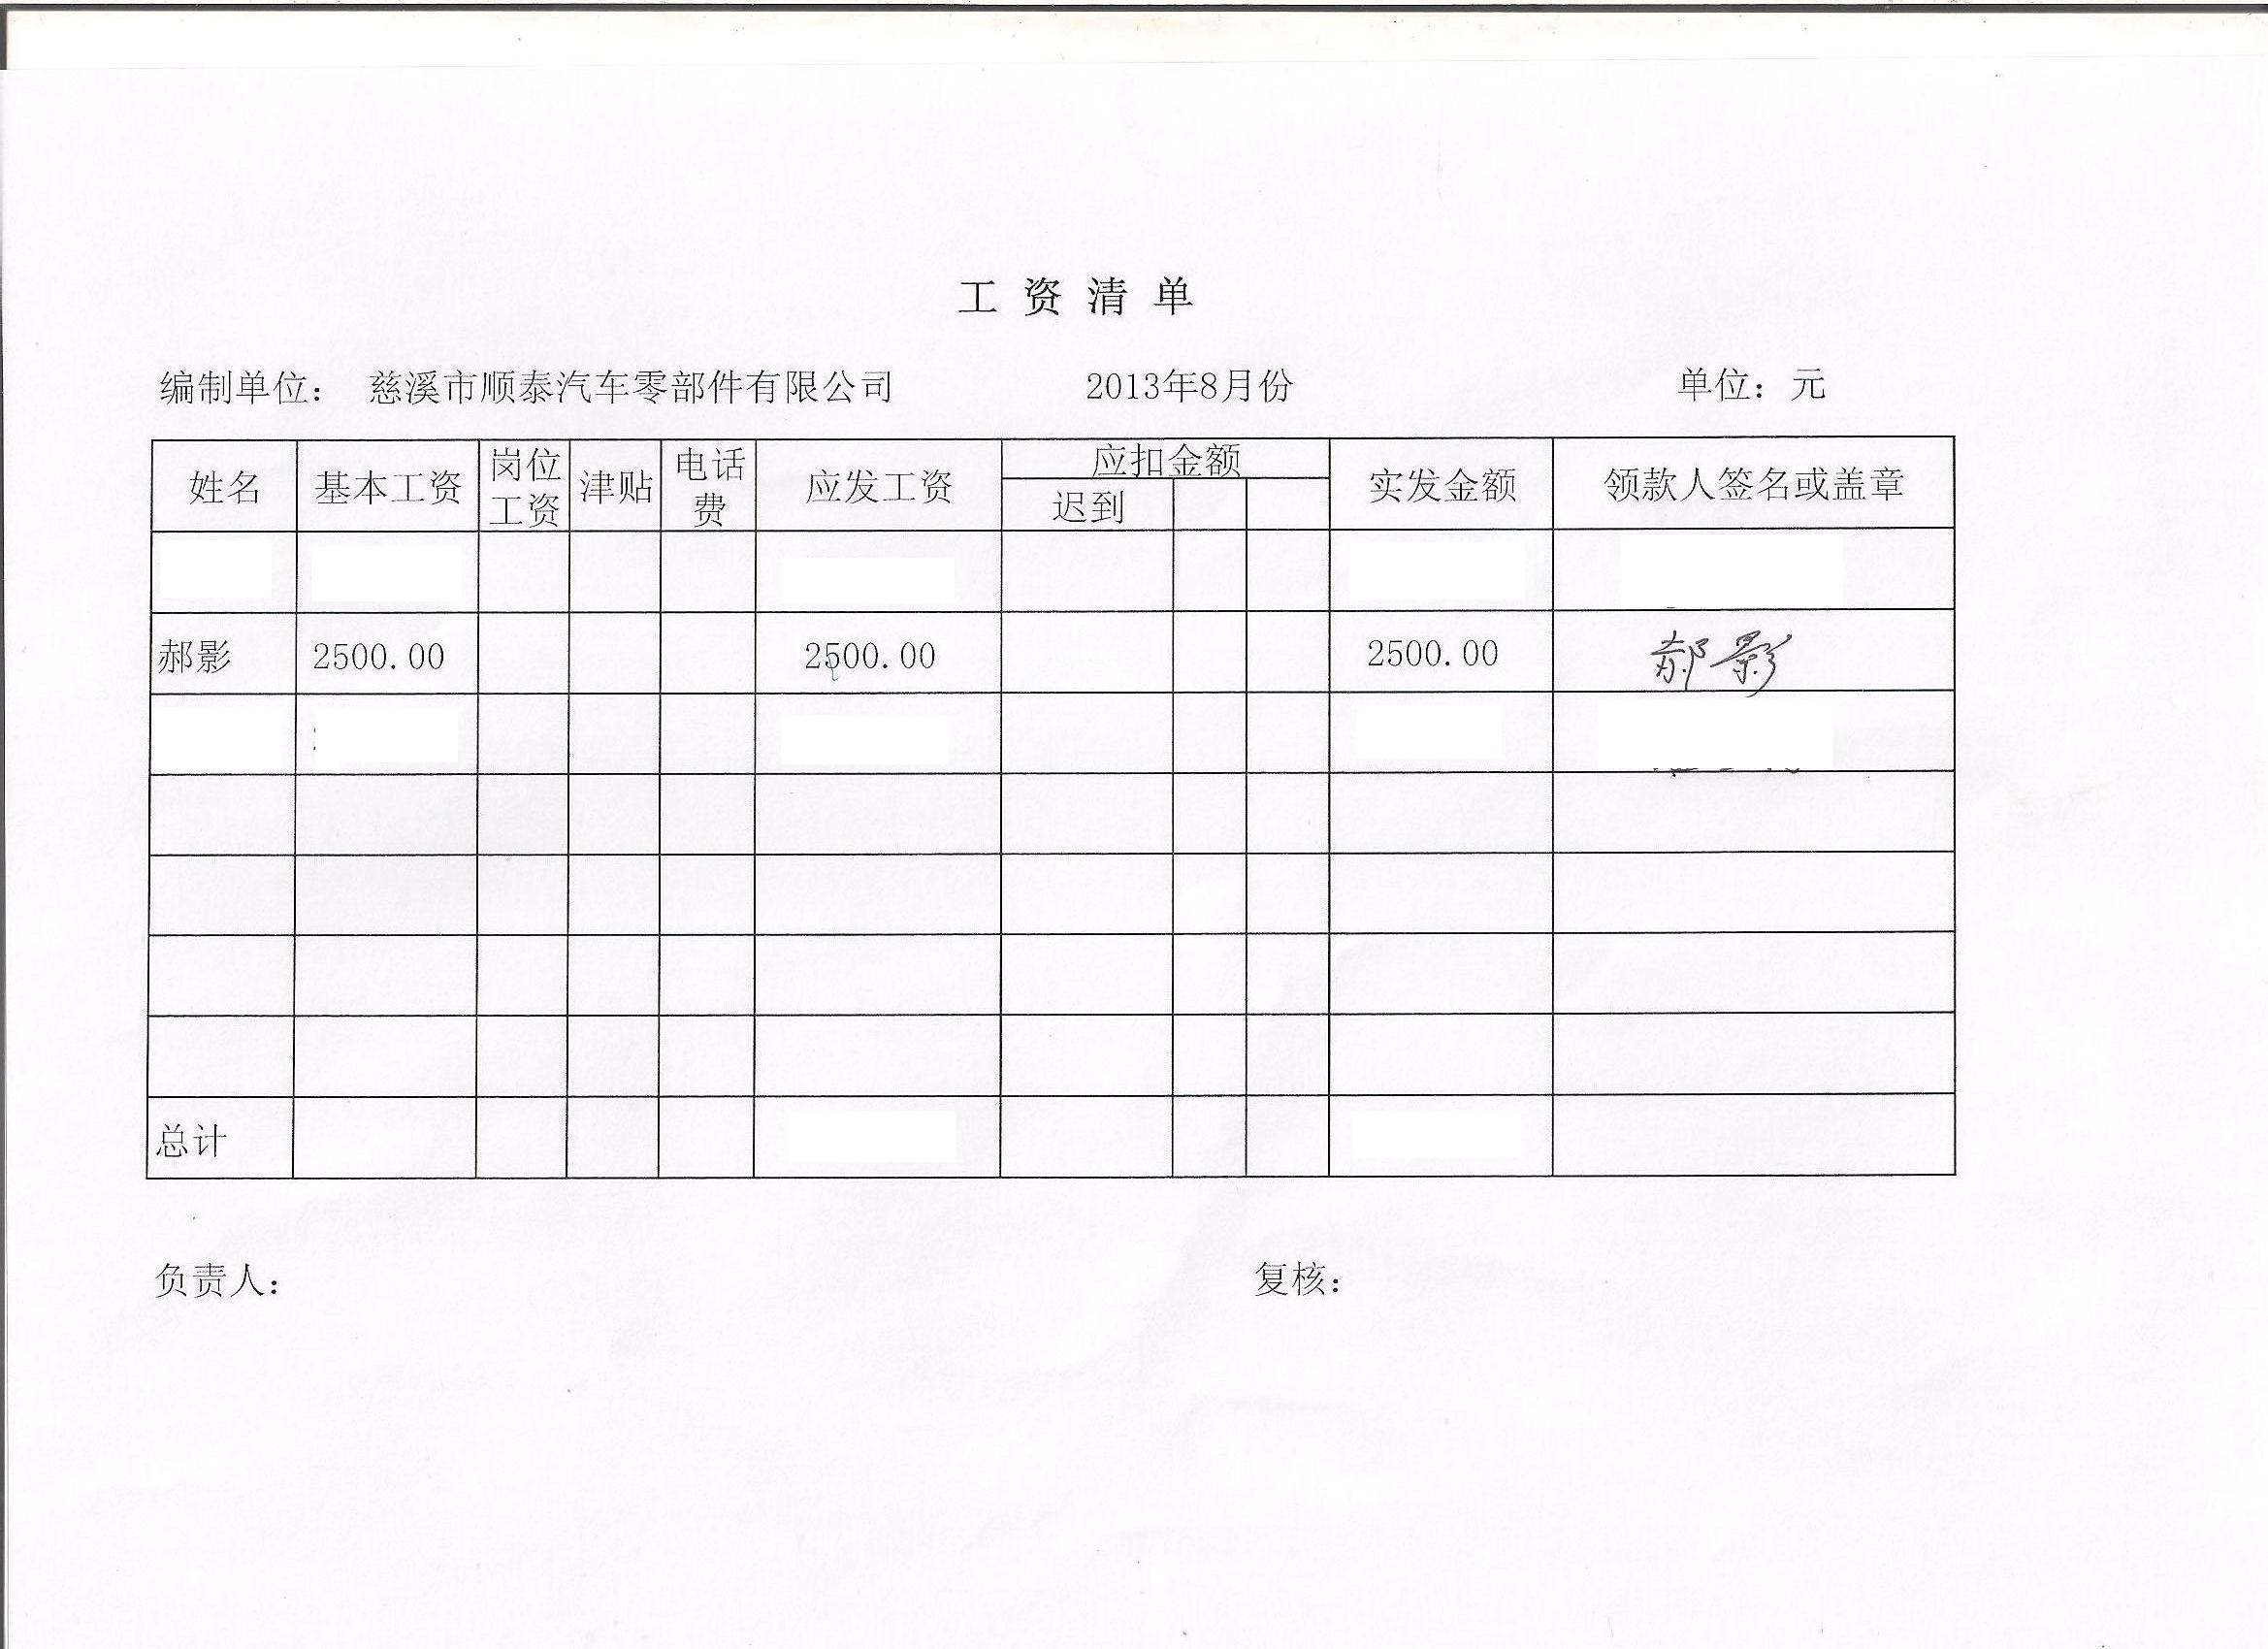 工资清单
编制单位： 慈溪市顺泰汽车零部件有限公司 2013年8月份 单位：元
姓名 基本工资 岗位工资 津贴 电话费 应发工资 应扣金额 实发金额 领款人签名或盖章
迟到
郝影 2500.00 2500.00 2500.00 郝影
总计
负责人： 复核：